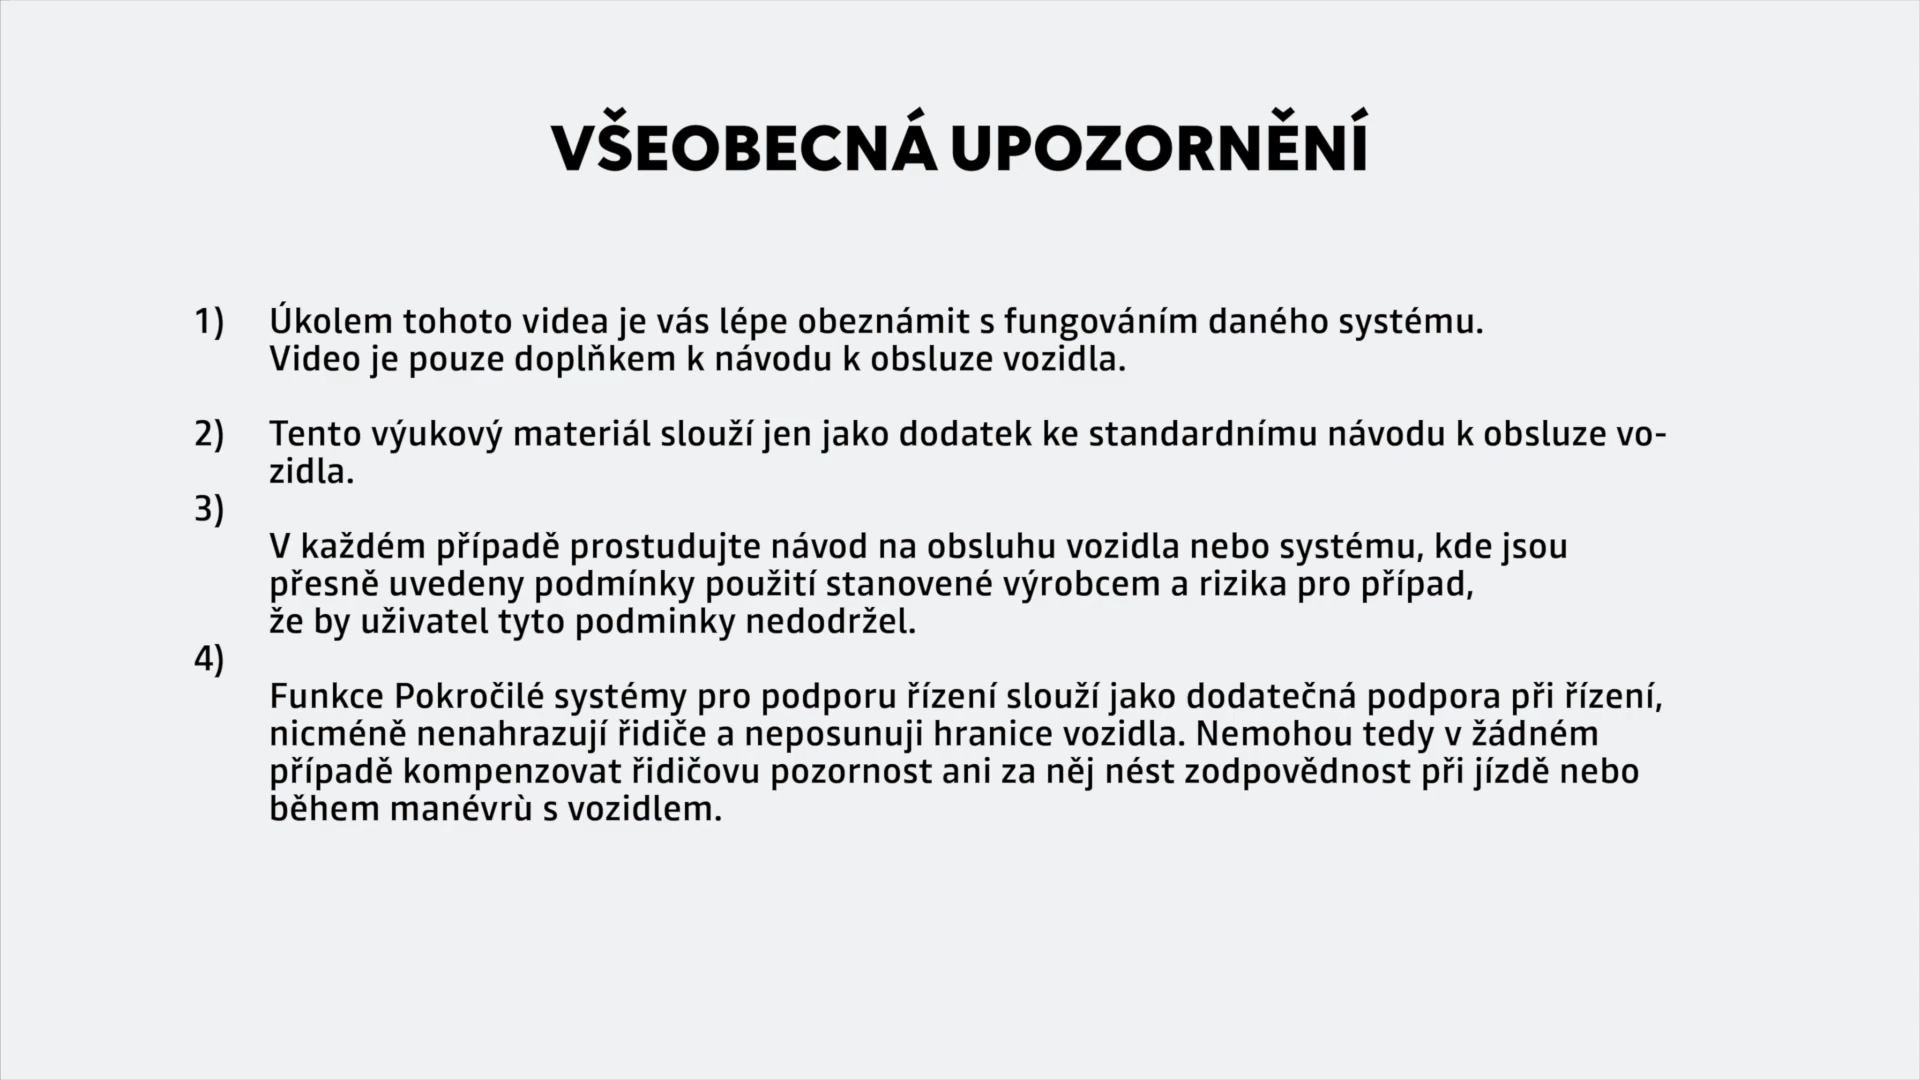 VŠEOBECNÁ UPOZORNĚNÍ
1) Úkolem tohoto videa je vás lépe obeznámit s fungováním daného systému.
Video je pouze doplňkem k návodu k obsluze vozidla.
2) Tento výukový materiál slouží jen jako dodatek ke standardnímu návodu k obsluze vo-
zidla.
3)
V každém případě prostudujte návod na obsluhu vozidla nebo systému, kde jsou
přesně uvedeny podmínky použití stanovené výrobcem a rizika pro případ,
že by uživatel tyto podminky nedodržel.
4)
Funkce Pokročilé systémy pro podporu řízení slouží jako dodatečná podpora při řízení,
nicméně nenahrazují řidiče a neposunuji hranice vozidla. Nemohou tedy v žádném
případě kompenzovat řidičovu pozornost ani za něj nést zodpovědnost při jízdě nebo
během manévrù s vozidlem.